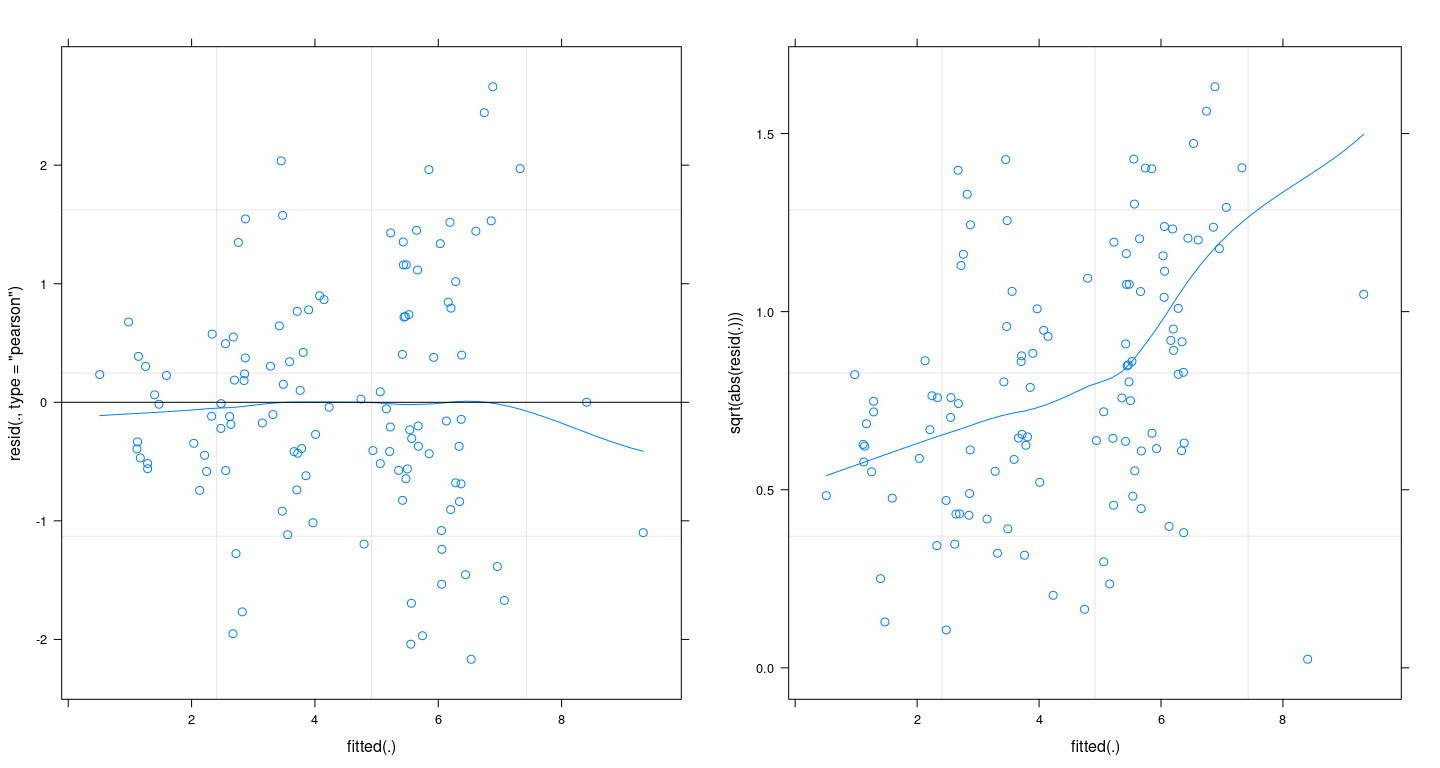 resid(., type = "pearson")
2
1
0
-1
-2
2 4 6 8
fitted(.)
sqrt(abs(resid(.)))
1.5
1.0
0.5
0.0
2 4 6 8
fitted(.)